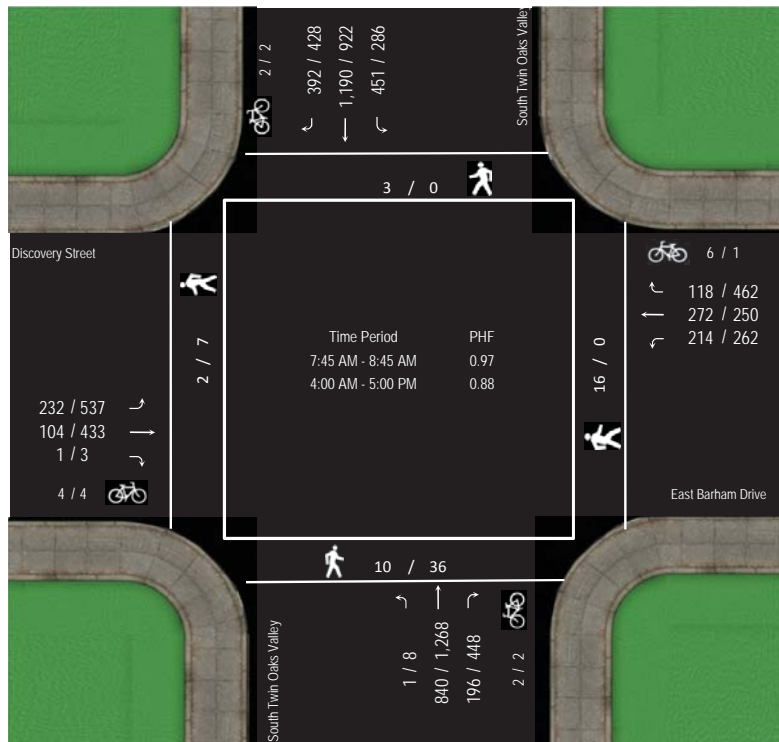 2 / 2
392 / 428
1,190 / 922
451 / 286
South Twin Oaks Valley
3 / 0
Discovery Street
6 / 1
118 / 462
272 / 250
214 / 262
2 / 7
Time Period PHF
7:45 AM - 8:45 AM 0.97
4:00 AM - 5:00 PM 0.88
16 / 0
232 / 537
104 / 433
1 / 3
4 / 4
East Barham Drive
10 / 36
South Twin Oaks Valley
1 / 8
840 / 1,268
196 / 448
2 / 2